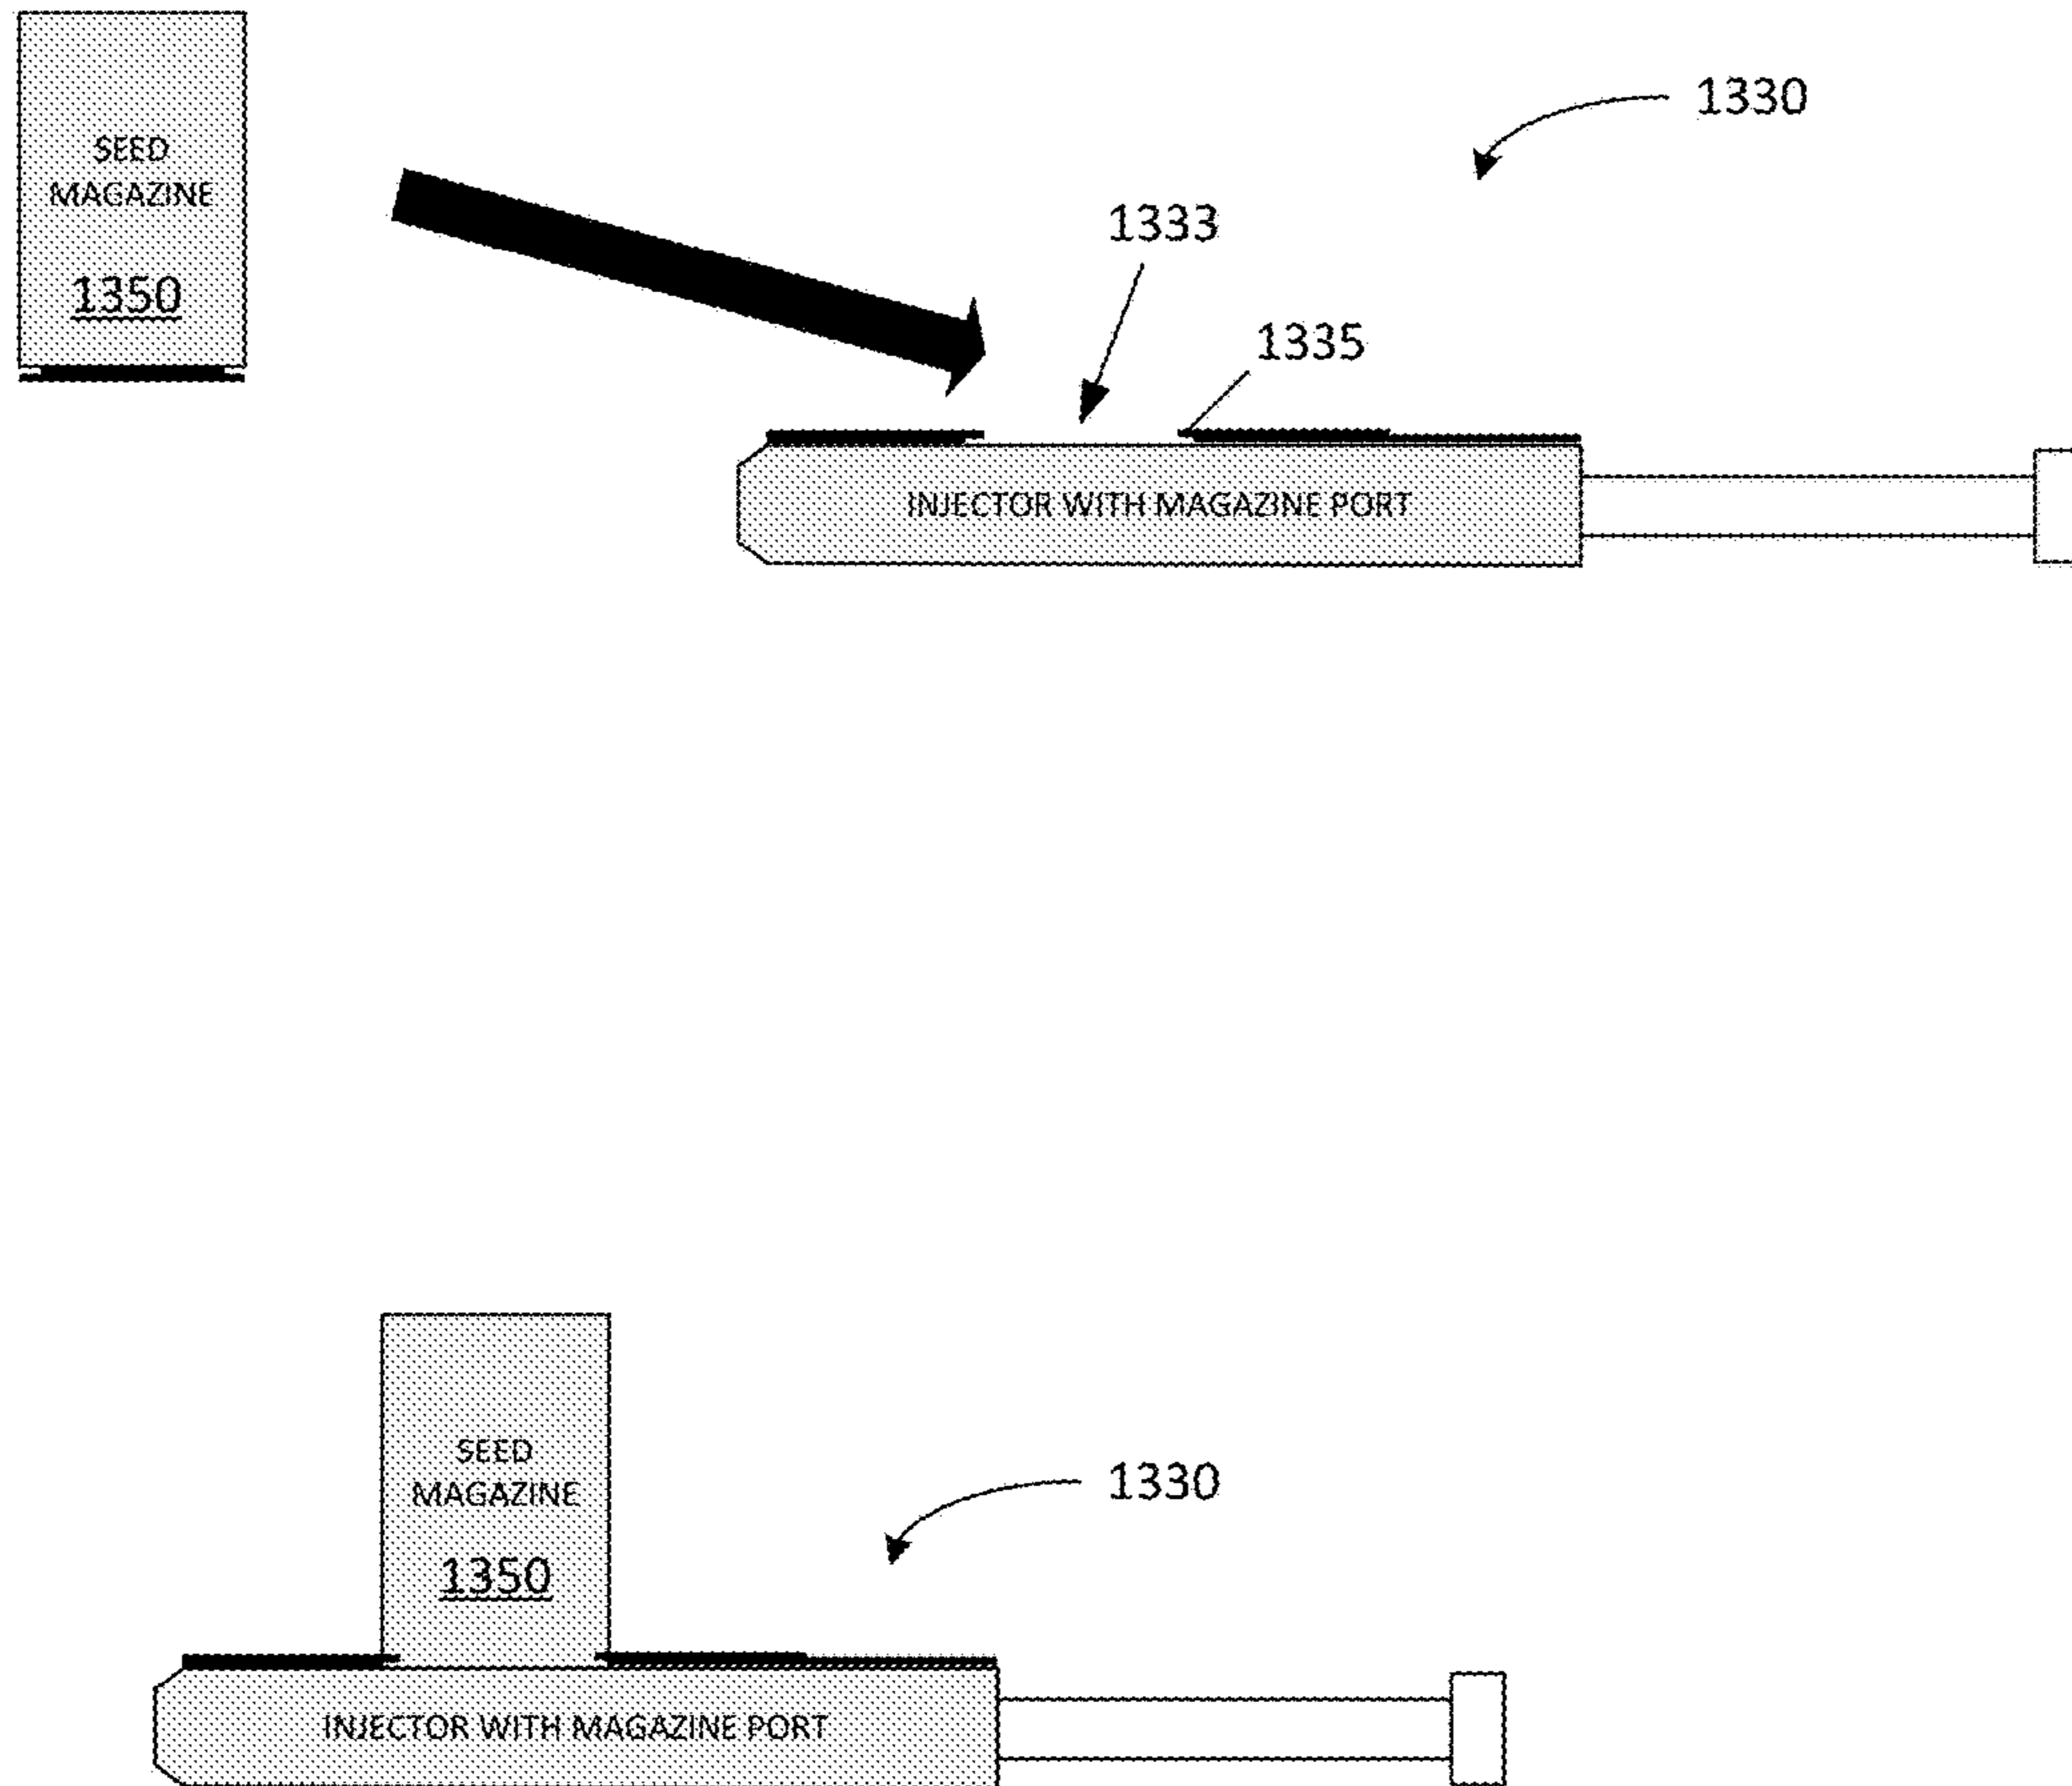 SEED
MAGAZINE
1350
1330
1333
1335
INJECTOR WITH MAGAZINE PORT
SEED
MAGAZINE
1350
1330
INJECTOR WITH MAGAZINE PORT